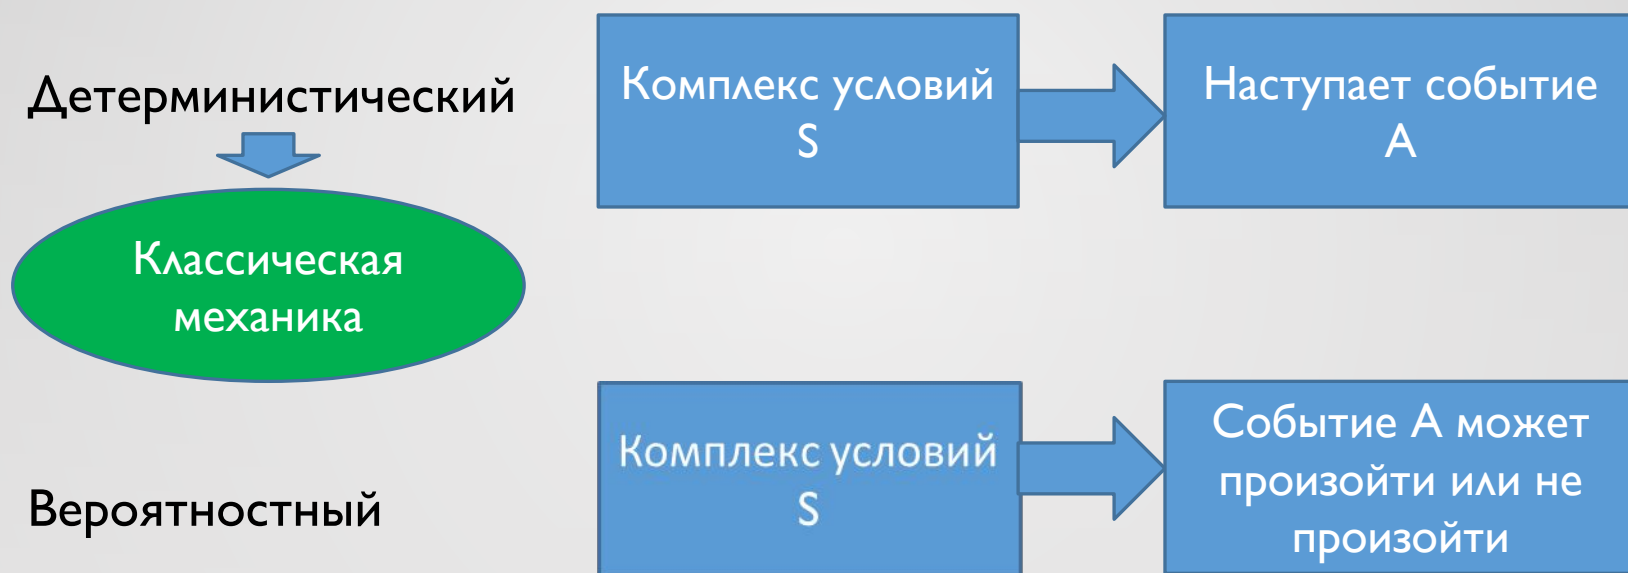 Детерминистический
Комплекс условий
S
Наступает событие
А
Классическая
механика
Вероятностный
Комплекс условий
S
Событие А может
произойти или не
произойти